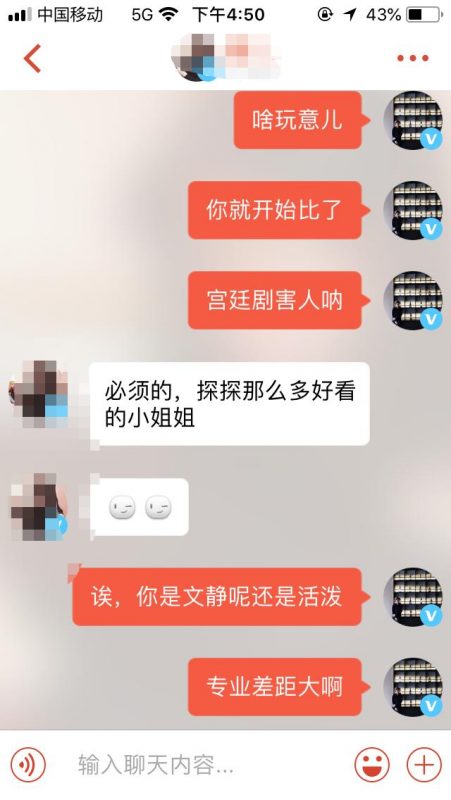 中国移动 5G 下午4:50 43%
啥玩意儿
你就开始比了
宫廷剧害人呐
必须的，探探那么多好看
的小姐姐
诶，你是文静呢还是活泼
专业差距大啊
输入聊天内容...